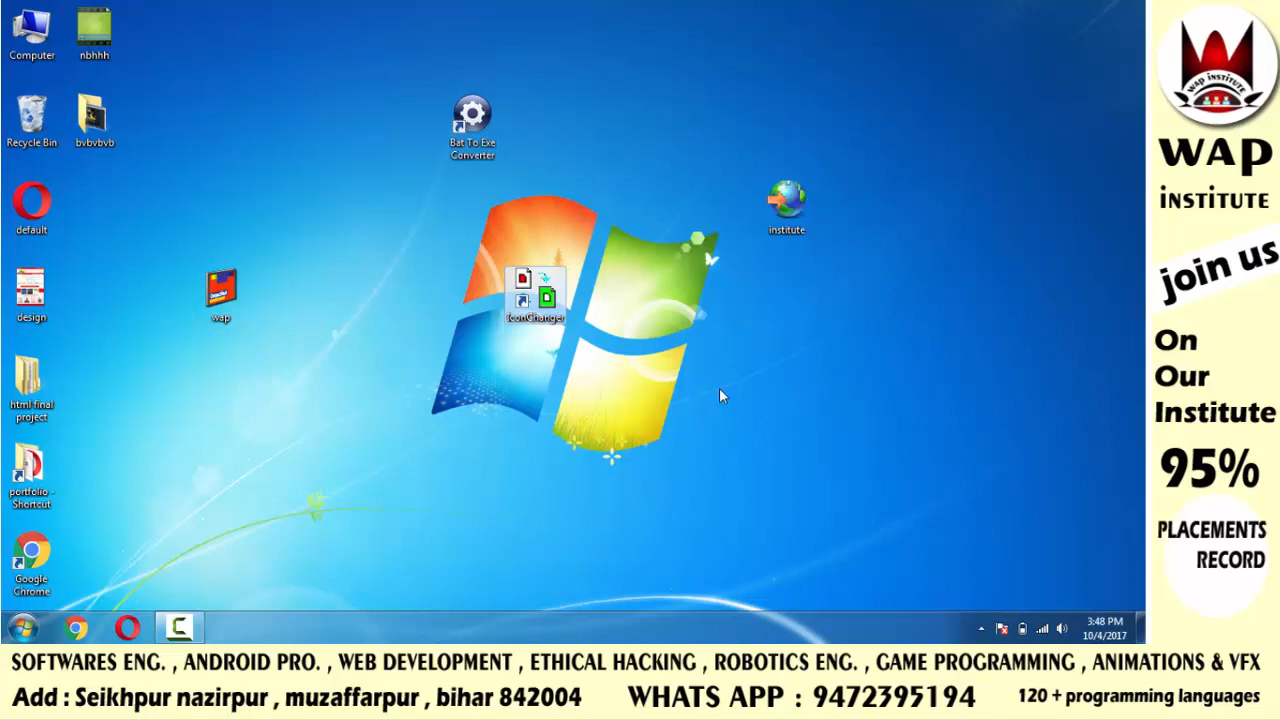 Computer
nbhhh
Recycle Bin
bvbvbvb
Bat To Exe
Converter
default
institute
design
wap
IconChanger
html final
project
portfolio -
Shortcut
Google
Chrome
3:48 PM
10/4/2017
wap institute
WAP
INSTITUTE
join us
On
Our
Institute
95%
PLACEMENTS
RECORD
SOFTWARES ENG. , ANDROID PRO. , WEB DEVELOPMENT , ETHICAL HACKING , ROBOTICS ENG. , GAME PROGRAMMING , ANIMATIONS & VFX
Add : Seikhpur nazirpur , muzaffarpur , bihar 842004 WHATS APP : 9472395194 120 + programming languages